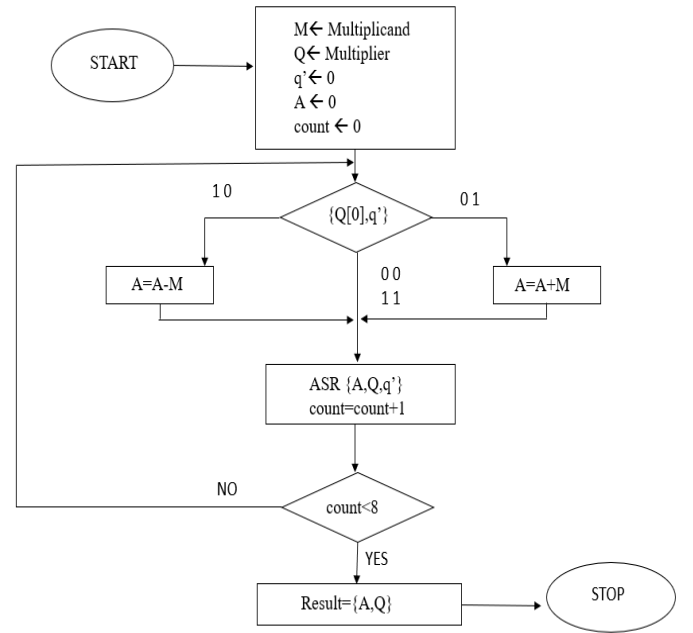 START
M← Multiplicand
Q← Multiplier
q'← 0
A ← 0
count ← 0
1 0
{Q[0],q'}
0 1
A=A-M
0 0
1 1
A=A+M
ASR {A,Q,q'}
count=count+1
NO
count<8
YES
Result={A,Q}
STOP